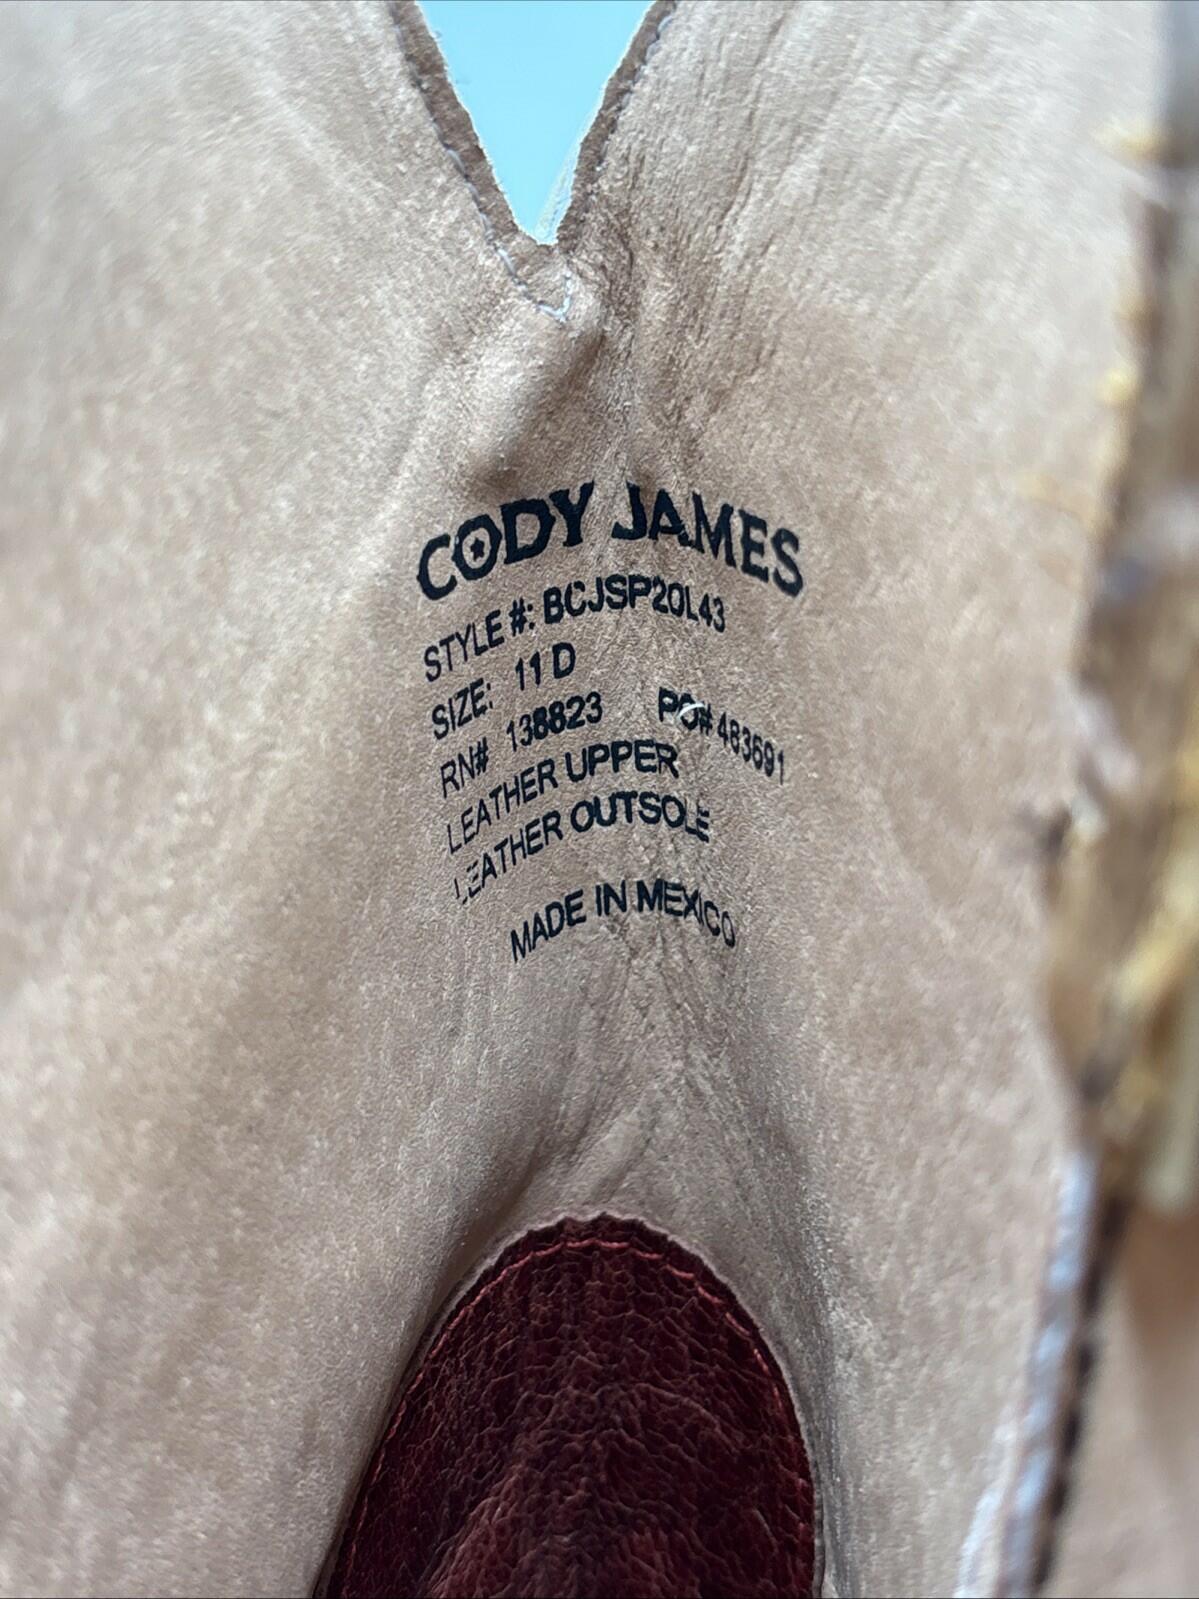 CODY JAMES
STYLE #: BCJSP20L43
SIZE: 11 D
RN# 138823 PO# 483691
LEATHER UPPER
LEATHER OUTSOLE
MADE IN MEXICO